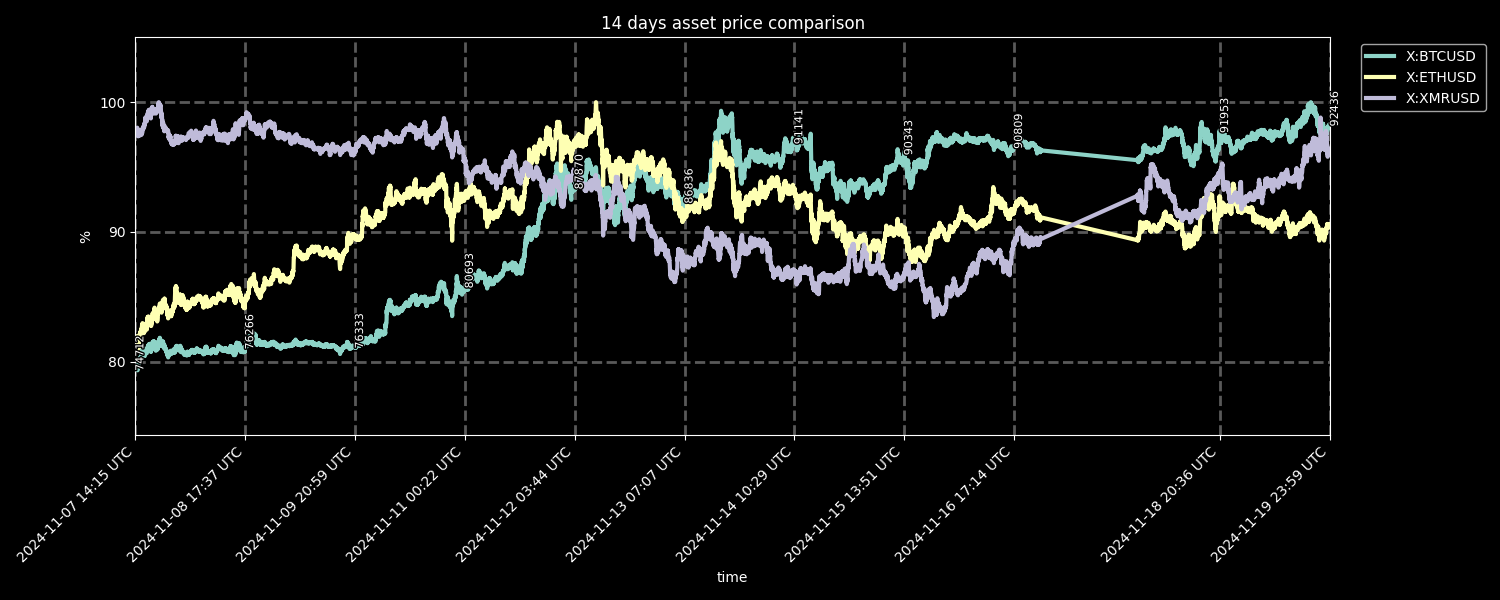 14 days asset price comparison
X:BTCUSD
X:ETHUSD
X:XMRUSD
%
100
90
80
76266
76333
80693
87870
86836
91141
90343
90809
91953
92436
2024-11-07 14:15 UTC
2024-11-08 17:37 UTC
2024-11-09 20:59 UTC
2024-11-11 00:22 UTC
2024-11-12 03:44 UTC
2024-11-13 07:07 UTC
2024-11-14 10:29 UTC
2024-11-15 13:51 UTC
2024-11-16 17:14 UTC
2024-11-18 20:36 UTC
2024-11-19 23:59 UTC
time